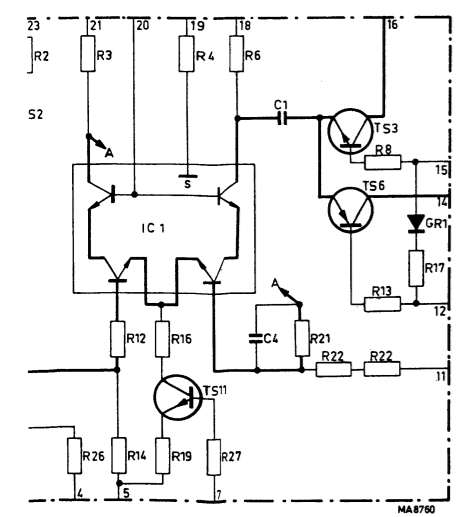 23 21 20 19 18 16
R2 R3 R4 R6
S2
C1
TS3
A
R8
15
S
TS6
14
IC 1
GR1
R17
A
R13
12
R12 R16 C4 R21
R22 R22
11
TS11
R26 R14 R19 R27
4 5 7
MA8760